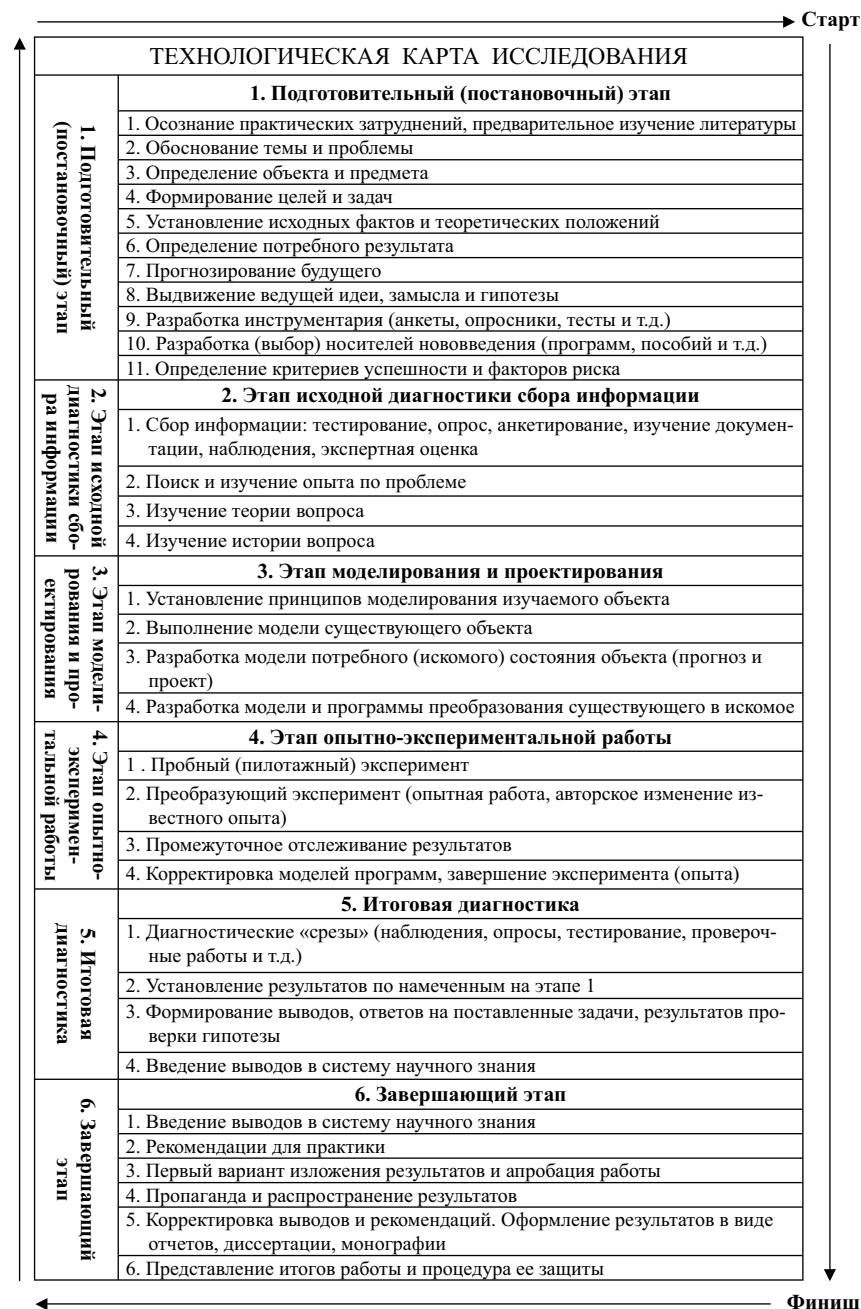 Старт
ТЕХНОЛОГИЧЕСКАЯ КАРТА ИССЛЕДОВАНИЯ
1. Подготовительный
(постановочный) этап
1. Подготовительный (постановочный) этап
1. Осознание практических затруднений, предварительное изучение литературы
2. Обоснование темы и проблемы
3. Определение объекта и предмета
4. Формирование целей и задач
5. Установление исходных фактов и теоретических положений
6. Определение потребного результата
7. Прогнозирование будущего
8. Выдвижение ведущей идеи, замысла и гипотезы
9. Разработка инструментария (анкеты, опросники, тесты и т.д.)
10. Разработка (выбор) носителей нововведения (программ, пособий и т.д.)
11. Определение критериев успешности и факторов риска
2. Этап исходной
диагностики сбо-
ра информации
2. Этап исходной диагностики сбора информации
1. Сбор информации: тестирование, опрос, анкетирование, изучение докумен-
тации, наблюдения, экспертная оценка
2. Поиск и изучение опыта по проблеме
3. Изучение теории вопроса
4. Изучение истории вопроса
3. Этап модели-
рования и про-
ектирования
3. Этап моделирования и проектирования
1. Установление принципов моделирования изучаемого объекта
2. Выполнение модели существующего объекта
3. Разработка модели потребного (искомого) состояния объекта (прогноз и
проект)
4. Разработка модели и программы преобразования существующего в искомое
4. Этап опытно-
эксперимен-
тальной работы
4. Этап опытно-экспериментальной работы
1 . Пробный (пилотажный) эксперимент
2. Преобразующий эксперимент (опытная работа, авторское изменение из-
вестного опыта)
3. Промежуточное отслеживание результатов
4. Корректировка моделей программ, завершение эксперимента (опыта)
5. Итоговая
диагностика
5. Итоговая диагностика
1. Диагностические «срезы» (наблюдения, опросы, тестирование, провероч-
ные работы и т.д.)
2. Установление результатов по намеченным на этапе 1
3. Формирование выводов, ответов на поставленные задачи, результатов про-
верки гипотезы
4. Введение выводов в систему научного знания
6. Завершающий
этап
6. Завершающий этап
1. Введение выводов в систему научного знания
2. Рекомендации для практики
3. Первый вариант изложения результатов и апробация работы
4. Пропаганда и распространение результатов
5. Корректировка выводов и рекомендаций. Оформление результатов в виде
отчетов, диссертации, монографии
6. Представление итогов работы и процедура ее защиты
Финиш